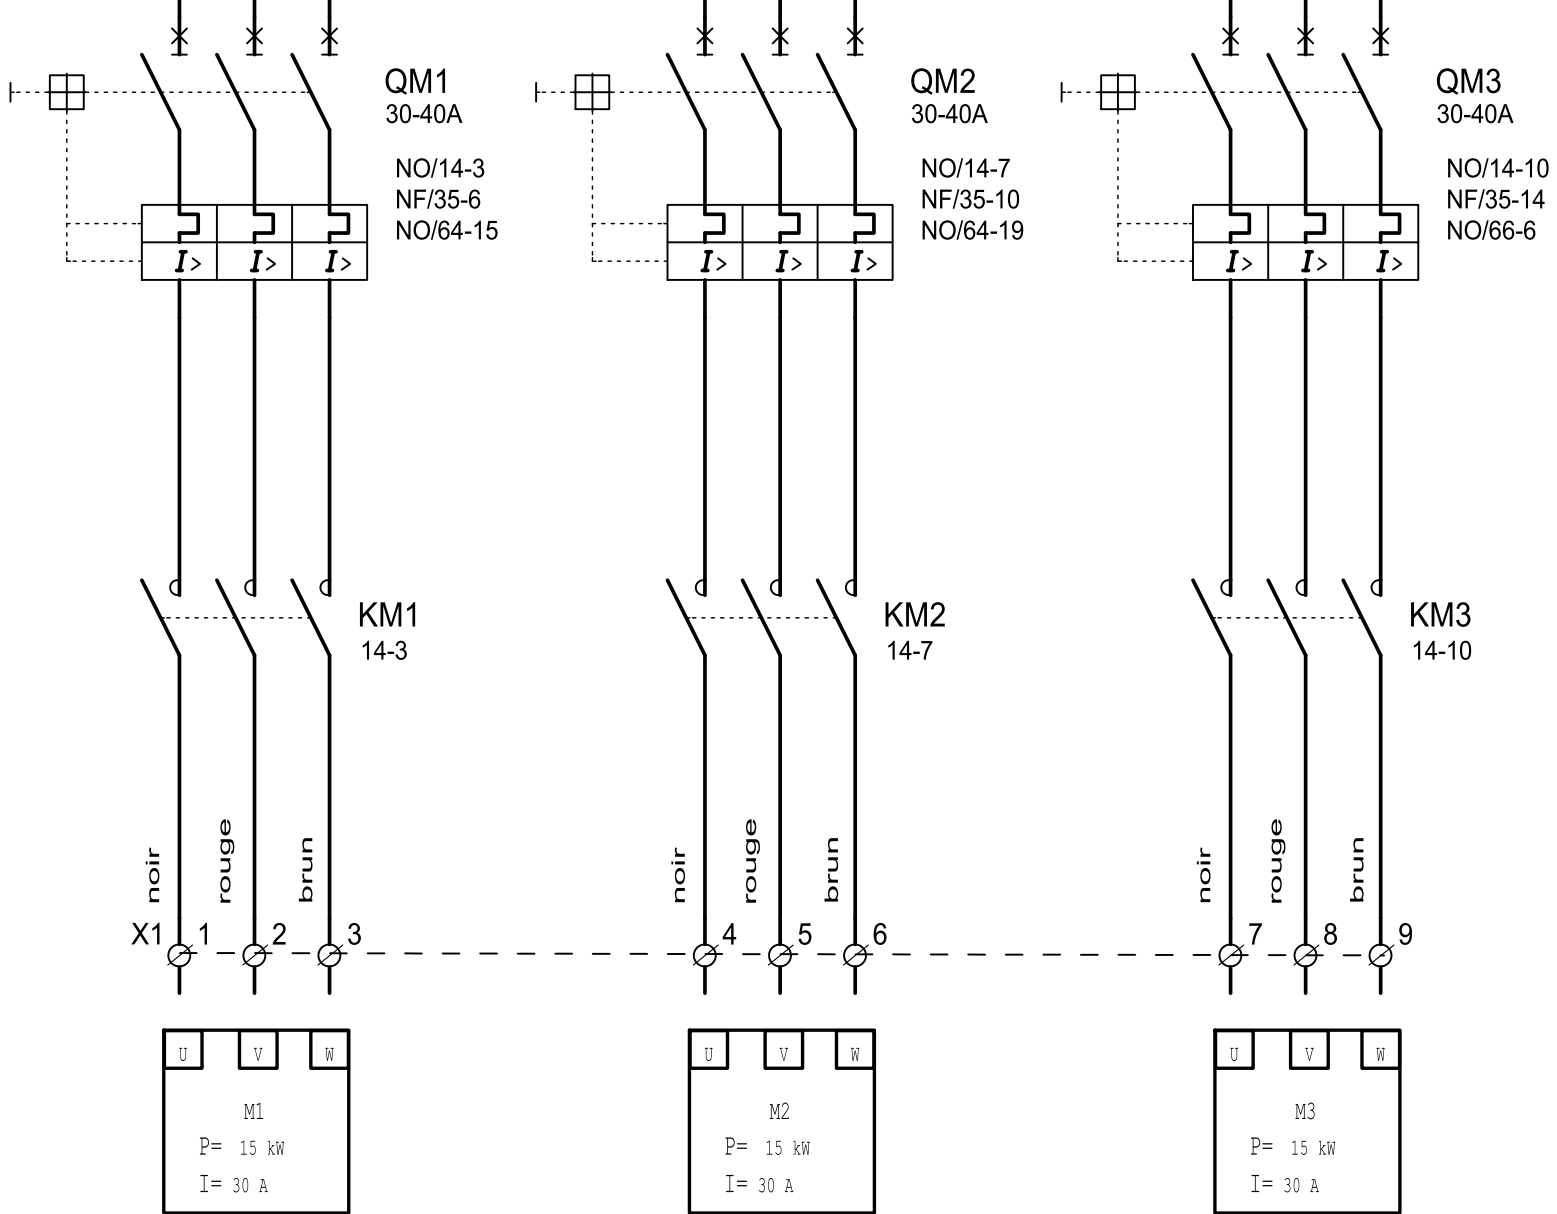 QM1
30-40A
NO/14-3
NF/35-6
NO/64-15
I> I> I>
QM2
30-40A
NO/14-7
NF/35-10
NO/64-19
I> I> I>
QM3
30-40A
NO/14-10
NF/35-14
NO/66-6
I> I> I>
KM1
14-3
KM2
14-7
KM3
14-10
noir rouge brun
noir rouge brun
noir rouge brun
X1 1 2 3 4 5 6 7 8 9
U V W
M1
P= 15 kW
I= 30 A
U V W
M2
P= 15 kW
I= 30 A
U V W
M3
P= 15 kW
I= 30 A